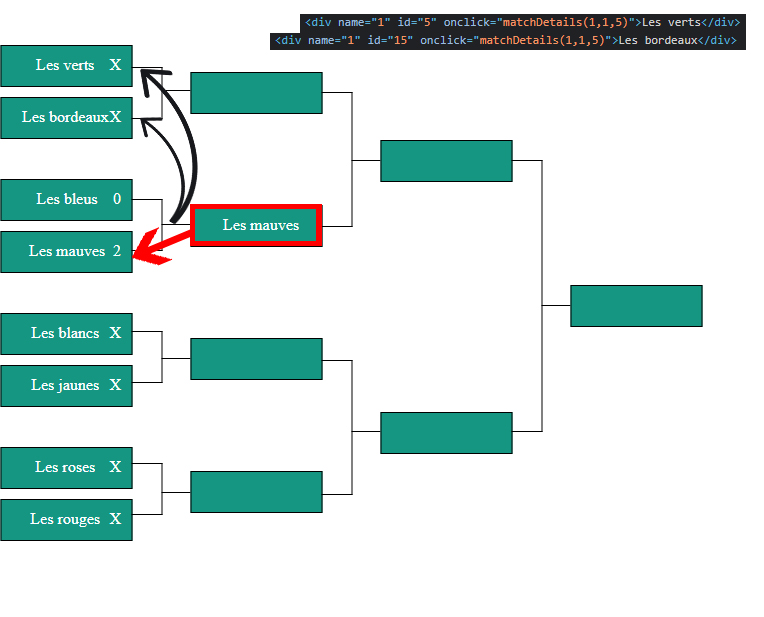 <div name="1" id="5" onclick="matchDetails(1,1,5)">Les verts</div>
<div name="1" id="15" onclick="matchDetails(1,1,5)">Les bordeaux</div>
Les verts X
Les bordeauxX
Les bleus 0
Les mauves
Les mauves 2
Les blancs X
Les jaunes X
Les roses X
Les rouges X